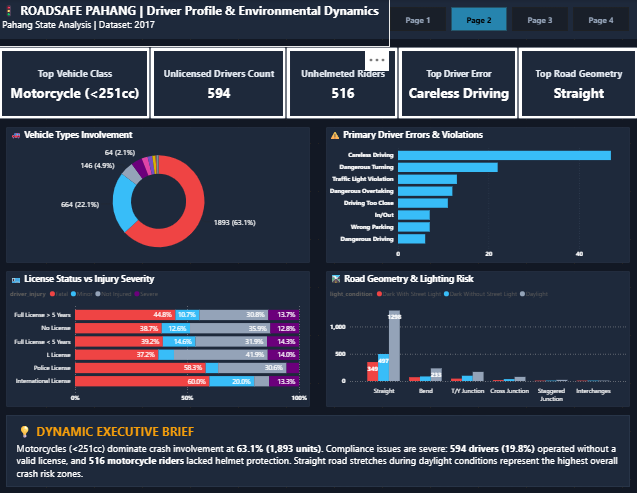 ROADSAFE PAHANG | Driver Profile & Environmental Dynamics
Pahang State Analysis | Dataset: 2017
Page 1
Page 2
Page 3
Page 4
Top Vehicle Class
Motorcycle (<251cc)
Unlicensed Drivers Count
594
Unhelmeted Riders
516
Top Driver Error
Careless Driving
Top Road Geometry
Straight
Vehicle Types Involvement
64 (2.1%)
146 (4.9%)
664 (22.1%)
1893 (63.1%)
Primary Driver Errors & Violations
Careless Driving
Dangerous Turning
Traffic Light Violation
Dangerous Overtaking
Driving Too Close
In/Out
Wrong Parking
Dangerous Driving
0
20
40
License Status vs Injury Severity
driver_injury Fatal Minor Not Injured Severe
Full License > 5 Years 44.8% 10.7% 30.8% 13.7%
No License 38.7% 12.6% 35.9% 12.8%
Full License < 5 Years 39.2% 14.6% 31.9% 14.3%
L License 37.2% 41.9% 14.0%
Police License 58.3% 30.6%
International License 60.0% 20.0% 13.3%
0%
50%
100%
Road Geometry & Lighting Risk
light_condition Dark With Street Light Dark Without Street Light Daylight
1,000
500
0
349
497
1298
233
Straight
Bend
T/Y Junction
Cross Junction
Staggered
Junction
Interchanges
DYNAMIC EXECUTIVE BRIEF
Motorcycles (<251cc) dominate crash involvement at 63.1% (1,893 units). Compliance issues are severe: 594 drivers (19.8%) operated without a
valid license, and 516 motorcycle riders lacked helmet protection. Straight road stretches during daylight conditions represent the highest overall
crash risk zones.